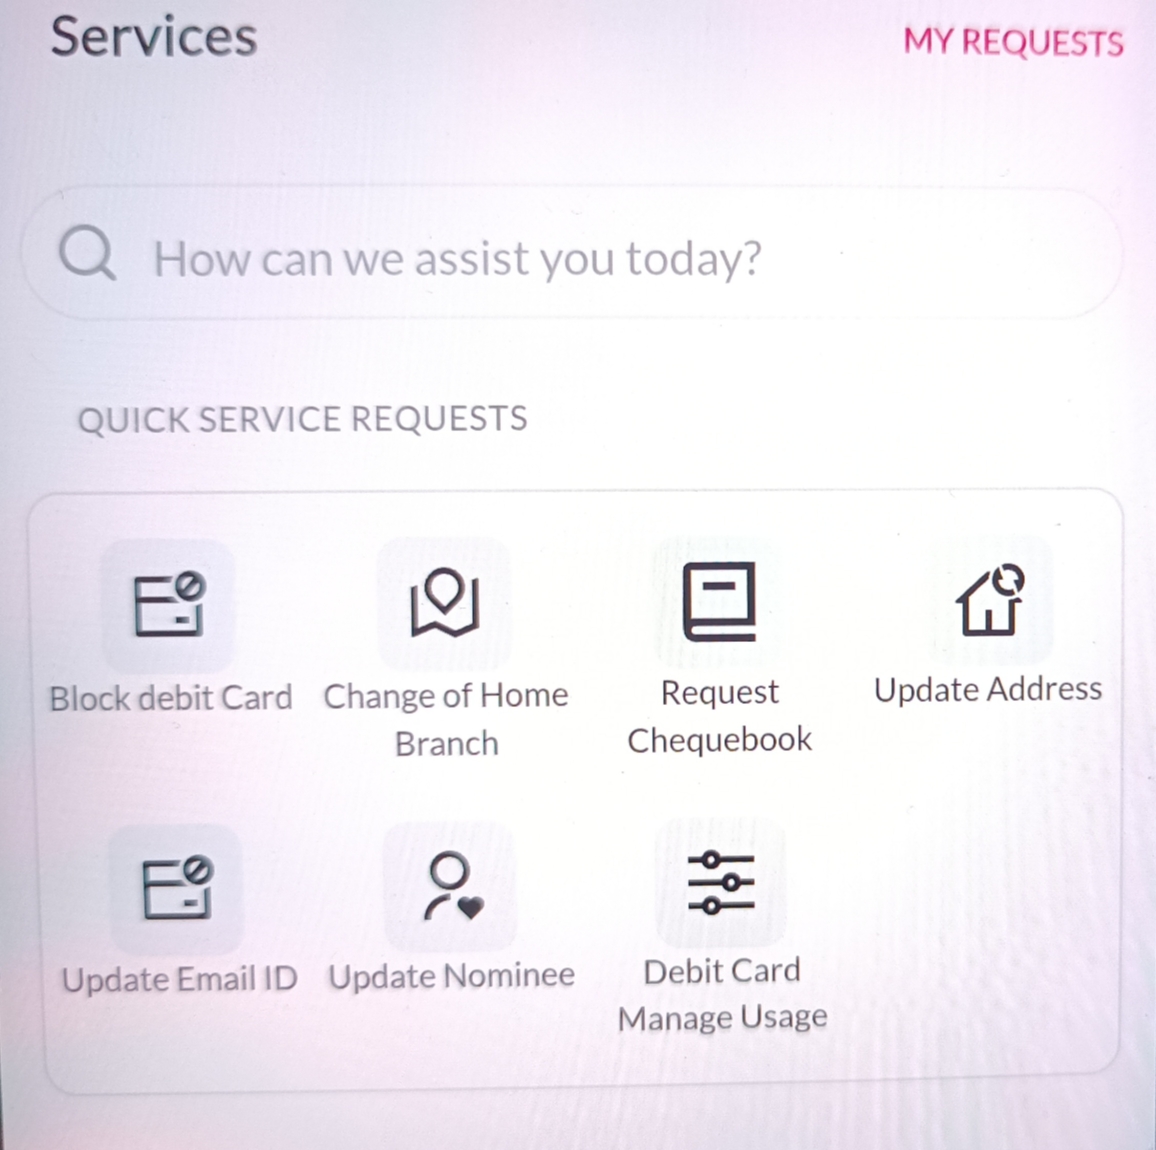 Services
MY REQUESTS
How can we assist you today?
QUICK SERVICE REQUESTS
Block debit Card
Change of Home
Branch
Request
Chequebook
Update Address
Update Email ID
Update Nominee
Debit Card
Manage Usage